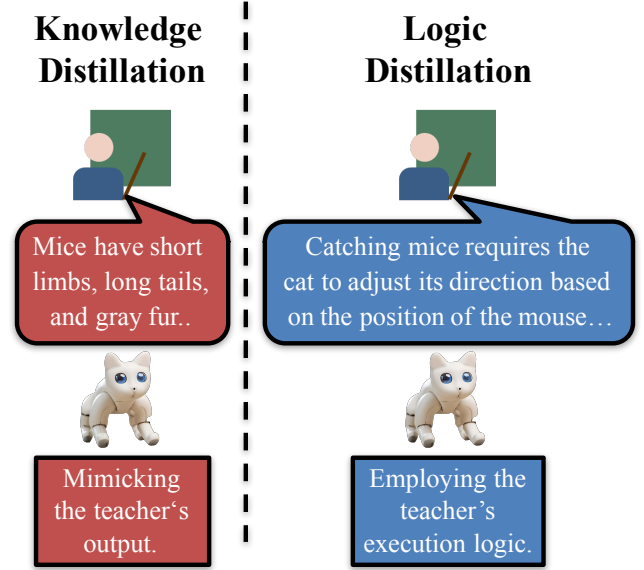 Knowledge
Distillation
Mice have short
limbs, long tails,
and gray fur..
Mimicking
the teacher‘s
output.
Logic
Distillation
Catching mice requires the
cat to adjust its direction based
on the position of the mouse…
Employing the
teacher’s
execution logic.